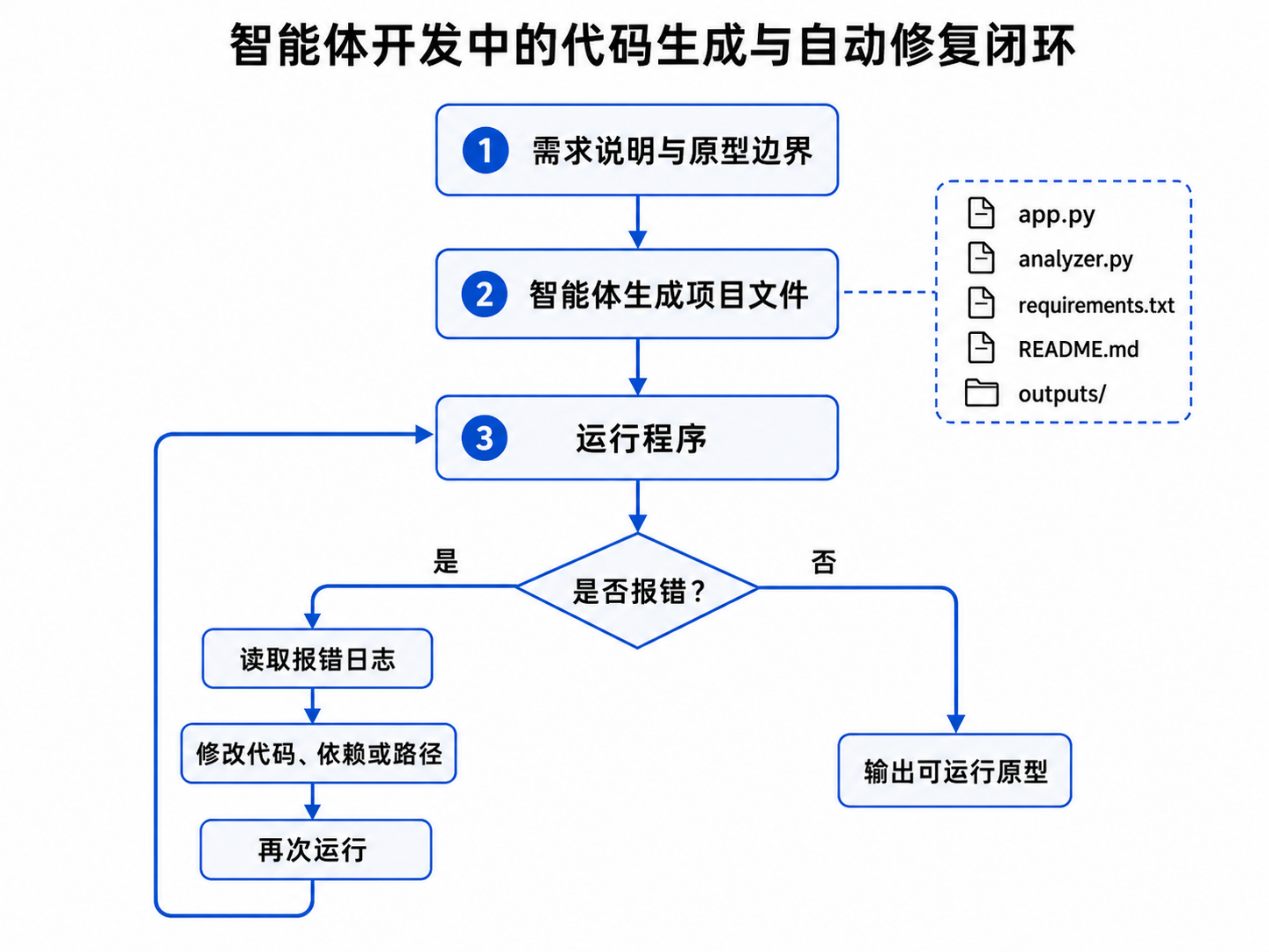 智能体开发中的代码生成与自动修复闭环
1 需求说明与原型边界
2 智能体生成项目文件
app.py
analyzer.py
requirements.txt
README.md
outputs/
3 运行程序
是否报错？
是
否
读取报错日志
修改代码、依赖或路径
再次运行
输出可运行原型